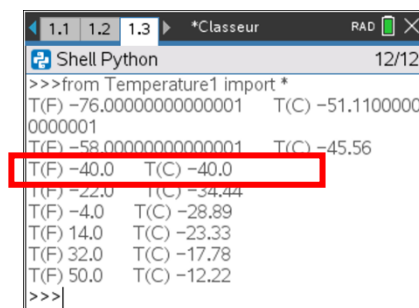 1.1 1.2 1.3 *Classeur RAD
Shell Python 12/12
>>>from Temperature1 import *
T(F) -76.00000000000001 T(C) -51.1100000
0000001
T(F) -58.00000000000001 T(C) -45.56
T(F) -40.0 T(C) -40.0
T(F) -22.0 T(C) -34.44
T(F) -4.0 T(C) -28.89
T(F) 14.0 T(C) -23.33
T(F) 32.0 T(C) -17.78
T(F) 50.0 T(C) -12.22
>>>